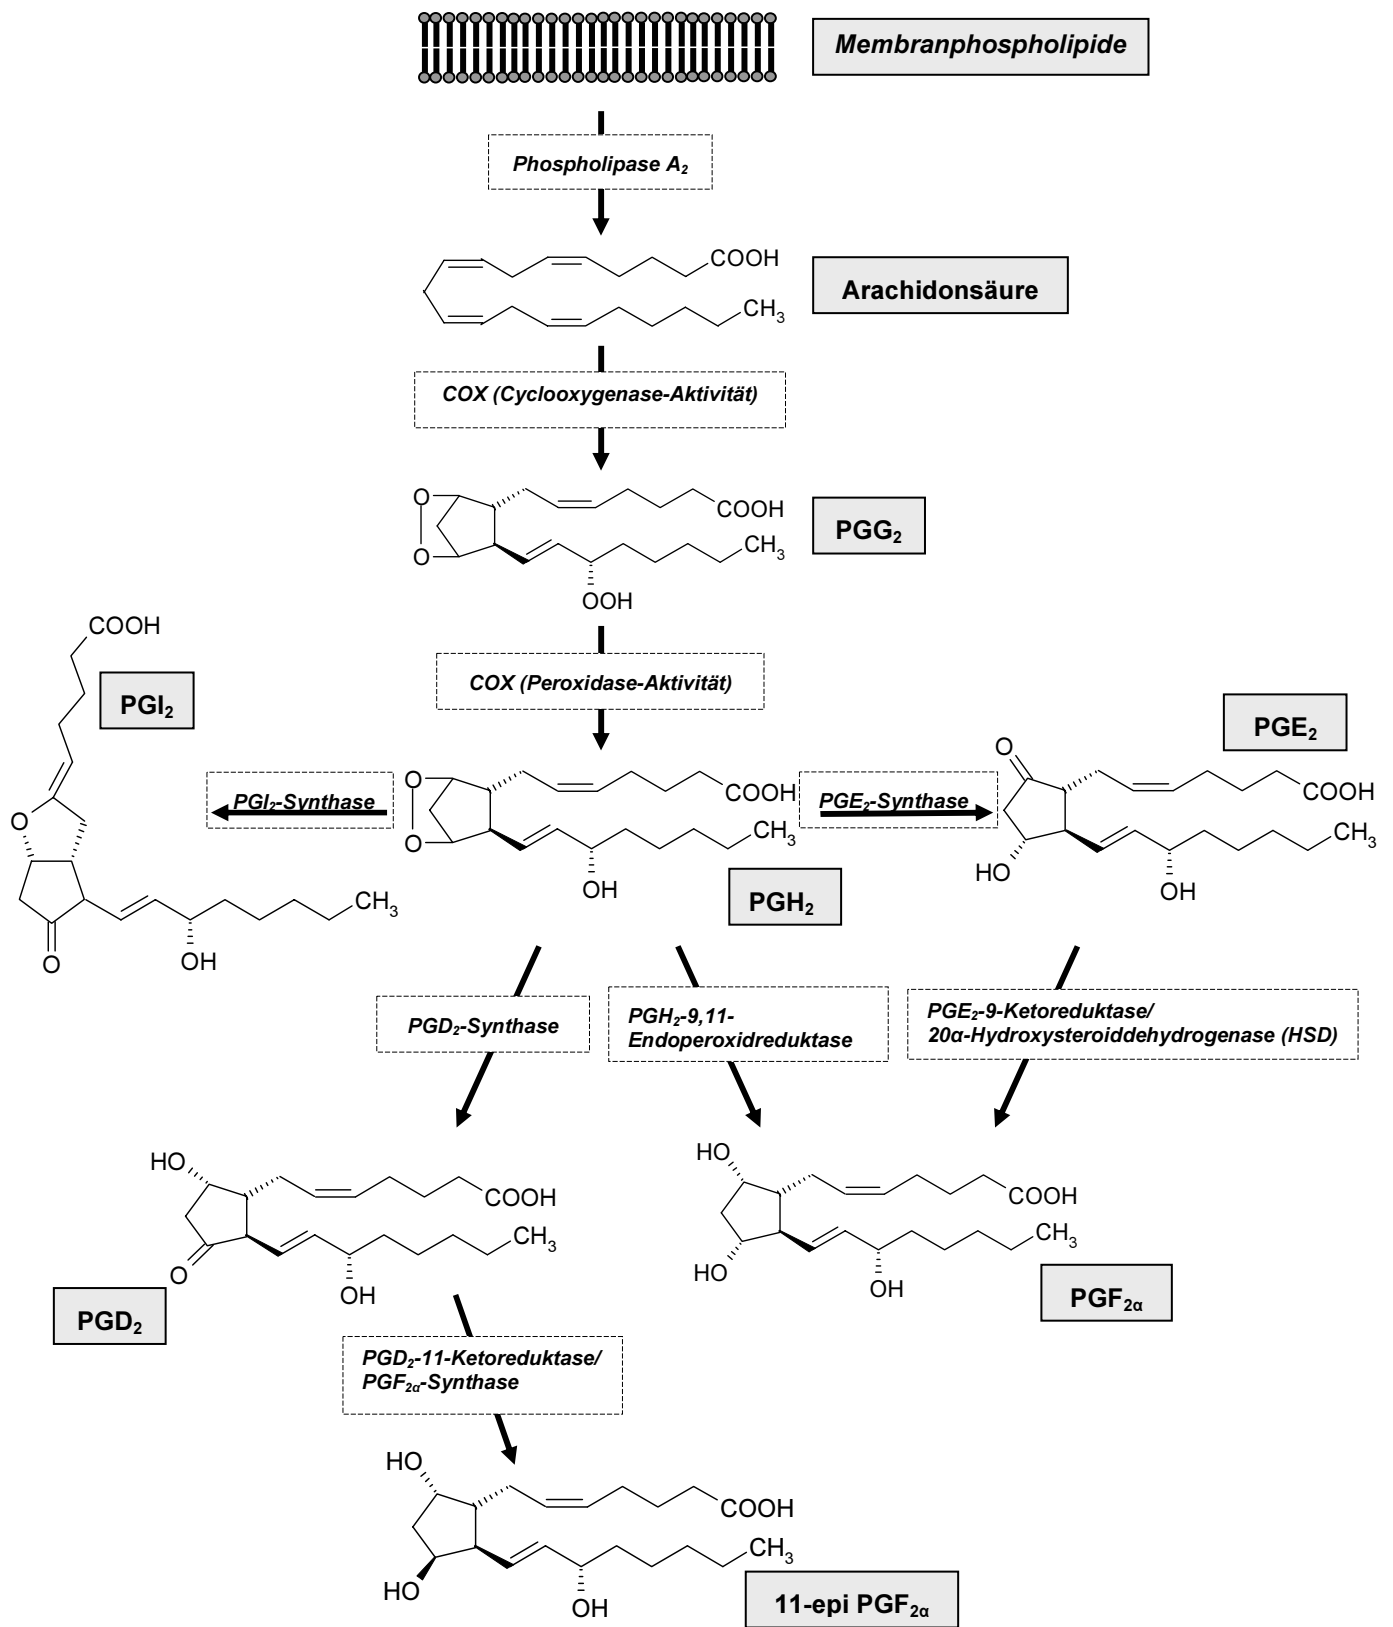 Membranphospholipide
Phospholipase A₂
COOH
Arachidonsäure
CH₃
COX (Cyclooxygenase-Aktivität)
O
COOH
PGG₂
CH₃
O
OOH
COOH
COX (Peroxidase-Aktivität)
PGI₂
PGE₂
O
O
COOH
COOH
PGI₂-Synthase
PGE₂-Synthase
O
CH₃
CH₃
O
HO
OH
OH
PGH₂
CH₃
OH
O
PGD₂-Synthase
PGH₂-9,11-
Endoperoxidreduktase
PGE₂-9-Ketoreduktase/
20α-Hydroxysteroiddehydrogenase (HSD)
HO
HO
COOH
COOH
CH₃
CH₃
O
HO
OH
OH
PGD₂
PGF₂α
PGD₂-11-Ketoreduktase/
PGF₂α-Synthase
HO
COOH
CH₃
HO
OH
11-epi PGF₂α